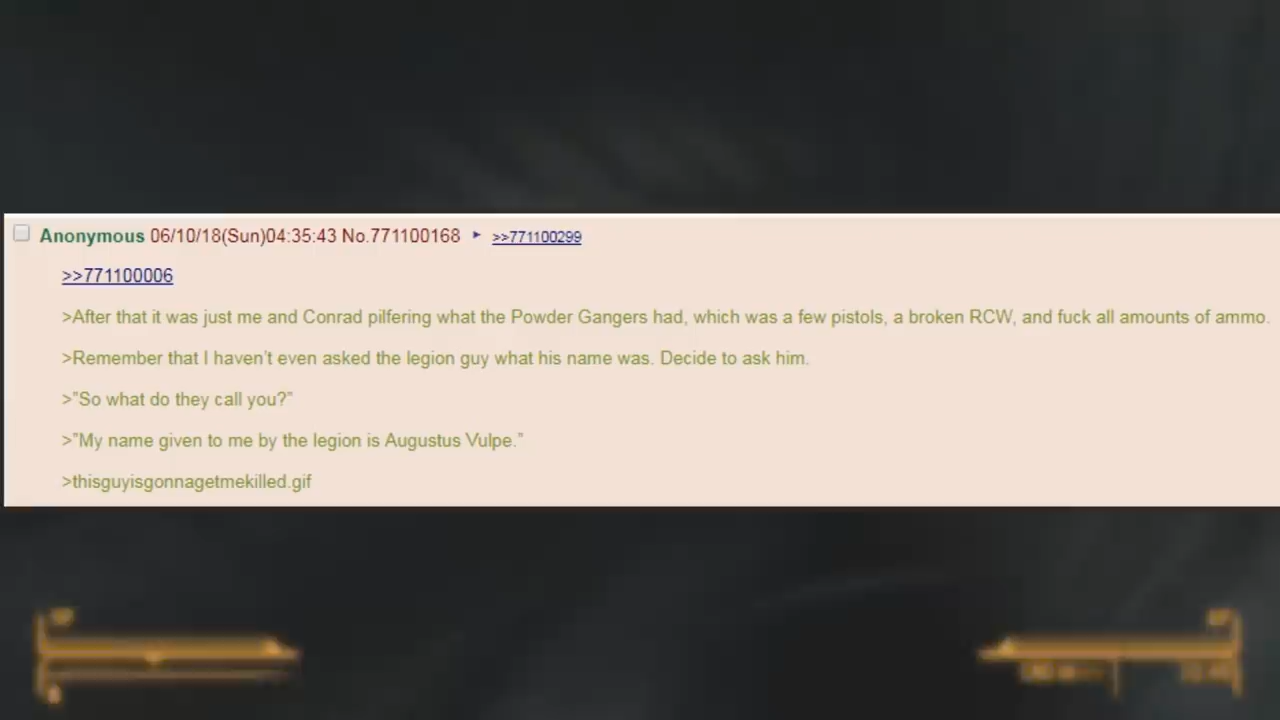 Anonymous 06/10/18(Sun)04:35:43 No.771100168 ▸ >>771100299
>>771100006
>After that it was just me and Conrad pilfering what the Powder Gangers had, which was a few pistols, a broken RCW, and fuck all amounts of ammo.
>Remember that I haven't even asked the legion guy what his name was. Decide to ask him.
>"So what do they call you?"
>"My name given to me by the legion is Augustus Vulpe."
>thisguyisgonnagetmekilled.gif